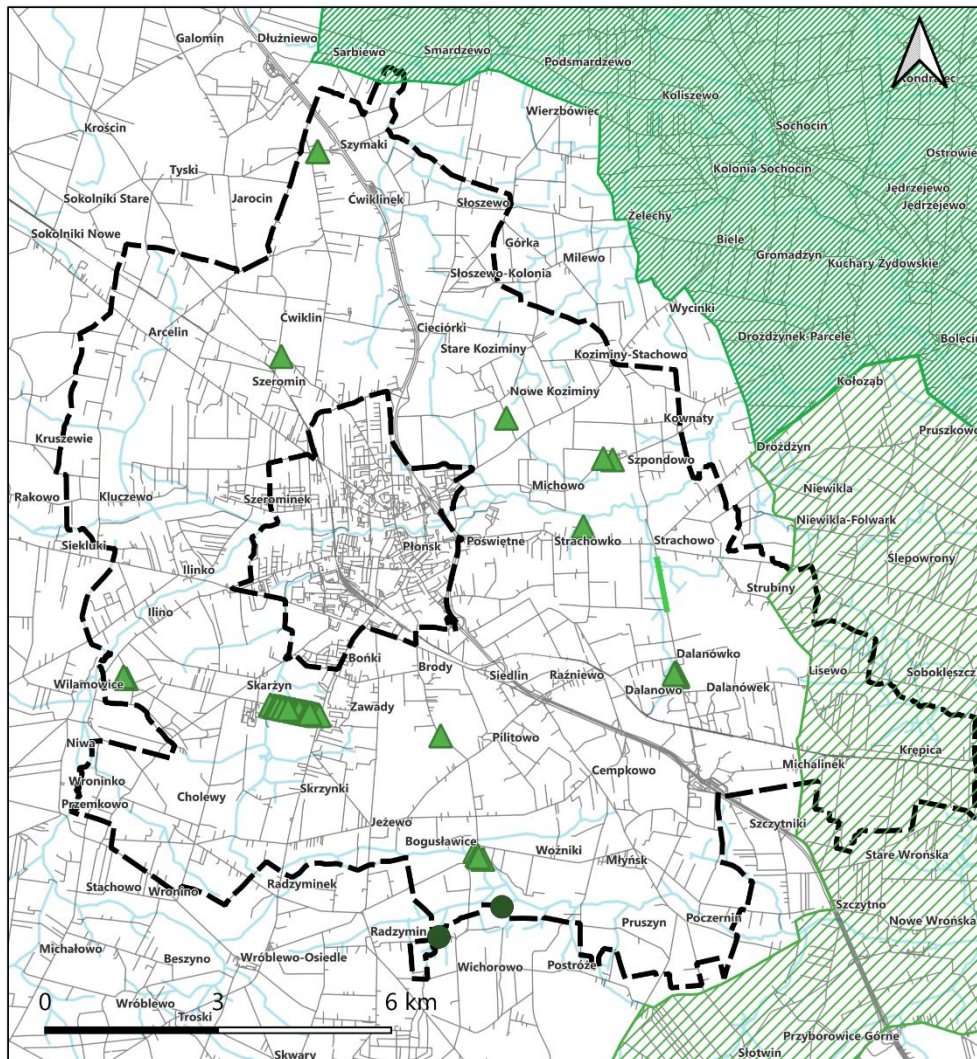 Galomin
Dłużniewo
Sarbiewo
Smardzewo
Podsmardzewo
Kondrajec
Koliszewo
Wierzbówiec
Krościn
Szymaki
Sochocin
Ostrowie
Tyski
Kolonia Sochocin
Sokolniki Stare
Jarocin
Ćwiklinek
Słoszewo
Jędrzejewo
Jędrzejewo
Żelechy
Sokolniki Nowe
Górka
Biele
Milewo
Gromadzyn
Kuchary Żydowskie
Słoszewo-Kolonia
Wycinki
Ćwiklin
Arcelin
Cieciórki
Stare Koziminy
Drożdżynek-Parcele
Bolęcin
Koziminy-Stachowo
Szeromin
Nowe Koziminy
Kołoząb
Kownaty
Pruszkowo
Kruszewie
Szpondowo
Drożdżyn
Rakowo
Kluczewo
Szerominek
Michowo
Niewikla
Niewikla-Folwark
Siekluki
Płońsk
Poświętne
Strachówko
Strachowo
Ślepowrony
Ilinko
Strubiny
Ilino
Bońki
Brody
Dalanówko
Siedlin
Raźniewo
Lisewo
Sobokleszcz
Wilamowice
Skarżyn
Zawady
Dalanowo
Dalanówek
Niwa
Pilitowo
Krępica
Wroninko
Cempkowo
Michalinek
Przemkowo
Cholewy
Skrzynki
Jeżewo
Szczytniki
Bogusławice
Woźniki
Młyńsk
Stare Wrońska
Stachowo
Wronino
Radzyminek
Szczytno
Radzymin
Pruszyn
Poczernin
Nowe Wrońska
Michałowo
Beszyno
Wróblewo-Osiedle
Wichorowo
Postróże
0
3
6 km
Wróblewo
Troski
Przyborowice Górne
Skwary
Słotwin